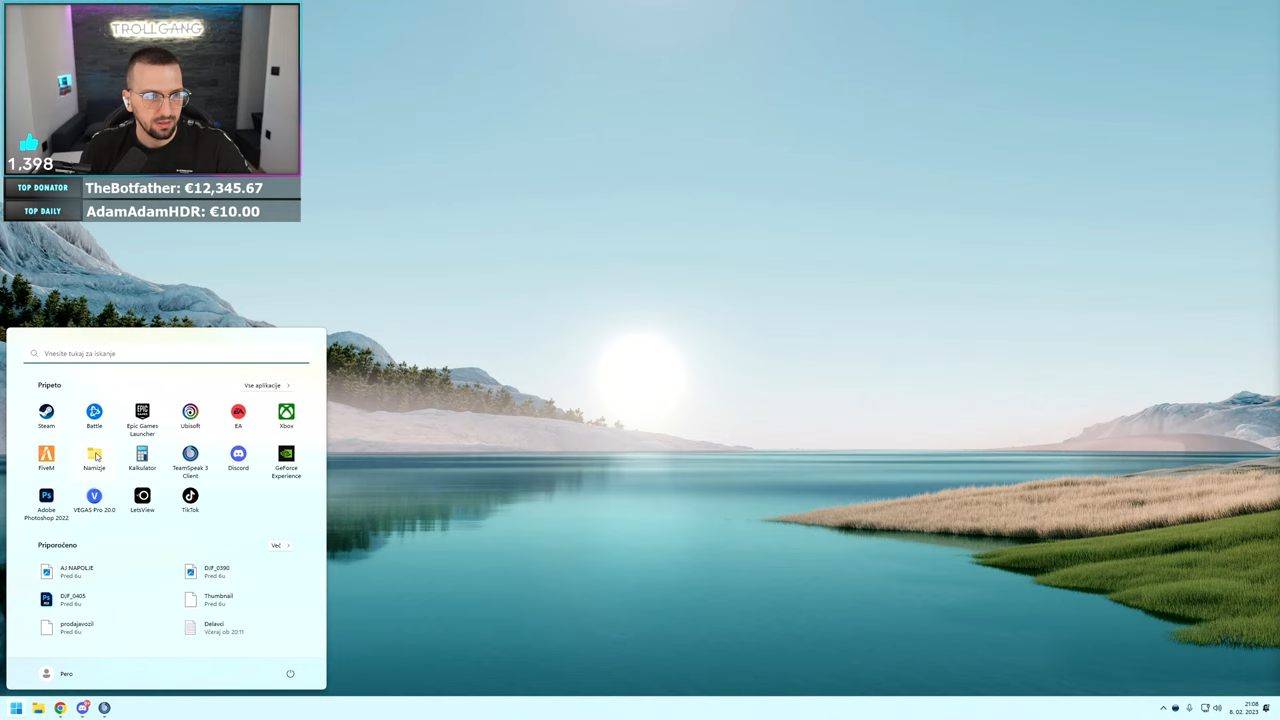 TROLLGANG
1,398
TOP DONATOR TheBotfather: €12,345.67
TOP DAILY AdamAdamHDR: €10.00
Vnesite tukaj za iskanje
Pripeto Vse aplikacije
Steam Battle Epic Games Launcher Ubisoft EA Xbox
FiveM Namizje Kalkulator TeamSpeak 3 Client Discord GeForce Experience
Adobe Photoshop 2022 VEGAS Pro 20.0 LetsView TikTok
Priporočeno Več
AJ NAPOLJE DJF_0390
Pred 6u Pred 6u
DJF_0405 Thumbnail
Pred 6u Pred 6u
prodajavozil Delavci
Pred 6u Včeraj ob 20:11
Pero
21:08
8. 02. 2023